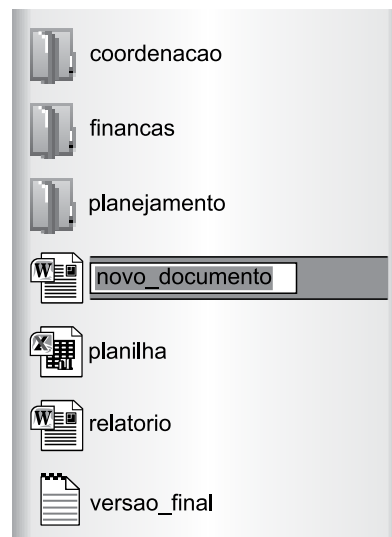 coordenacao
financas
planejamento
novo_documento
planilha
relatorio
versao_final